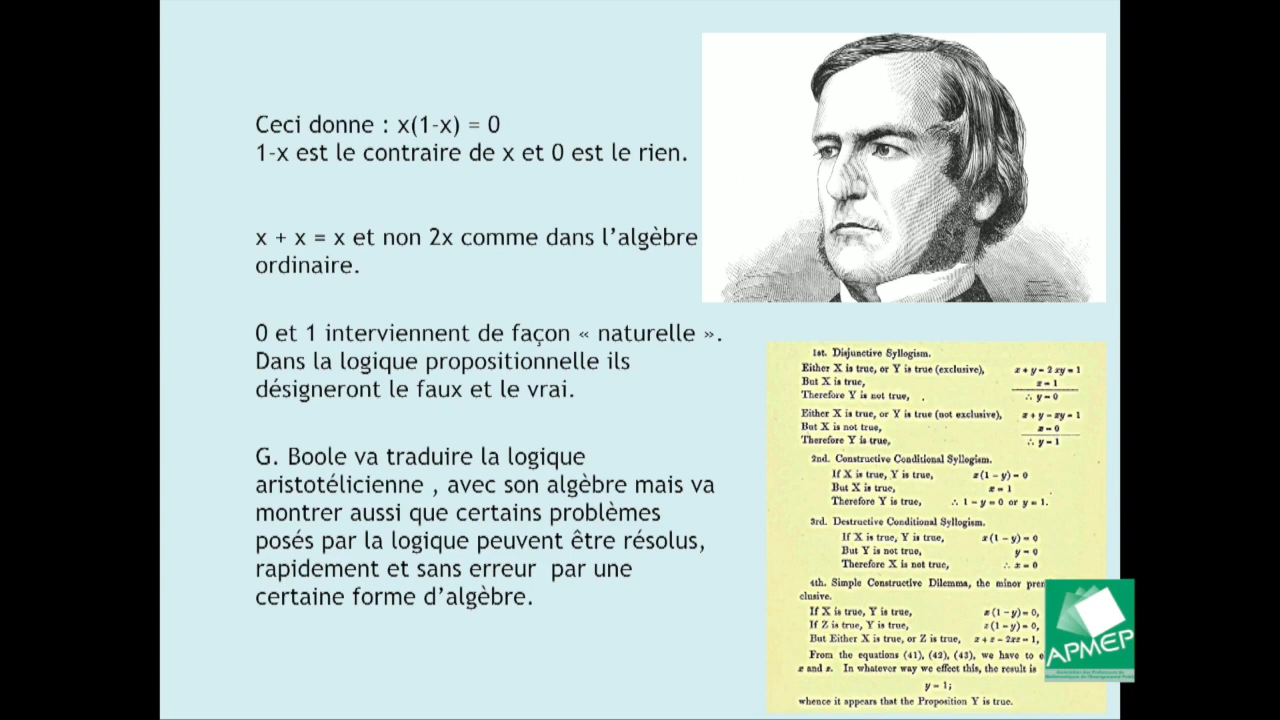 Ceci donne : x(1-x) = 0
1-x est le contraire de x et 0 est le rien.
x + x = x et non 2x comme dans l’algèbre
ordinaire.
0 et 1 interviennent de façon « naturelle ».
Dans la logique propositionnelle ils
désigneront le faux et le vrai.
G. Boole va traduire la logique
aristotélicienne , avec son algèbre mais va
montrer aussi que certains problèmes
posés par la logique peuvent être résolus,
rapidement et sans erreur  par une
certaine forme d’algèbre.
1st. Disjunctive Syllogism.
Either X is true, or Y is true (exclusive), x + y – 2 xy = 1
But X is true, x = 1
Therefore Y is not true, ∴ y = 0
Either X is true, or Y is true (not exclusive), x + y – xy = 1
But X is not true, x = 0
Therefore Y is true, ∴ y = 1
2nd. Constructive Conditional Syllogism.
If X is true, Y is true, x (1 – y) = 0
But X is true, x = 1
Therefore Y is true, ∴ 1 – y = 0 or y = 1.
3rd. Destructive Conditional Syllogism.
If X is true, Y is true, x (1 – y) = 0
But Y is not true, y = 0
Therefore X is not true, ∴ x = 0
4th. Simple Constructive Dilemma, the minor prem
clusive.
If X is true, Y is true, x (1 – y) = 0,
If Z is true, Y is true, z (1 – y) = 0,
But Either X is true, or Z is true, x + z – 2xz = 1,
From the equations (41), (42), (43), we have to e
x and z. In whatever way we effect this, the result is
y = 1;
whence it appears that the Proposition Y is true.
APMEP